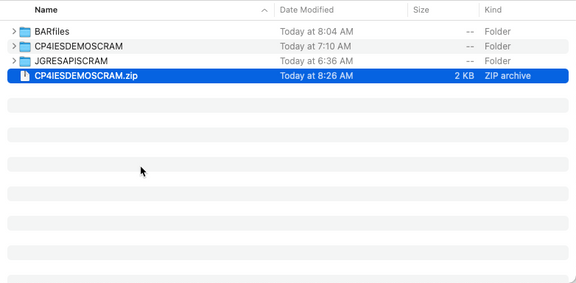 Name Date Modified Size Kind
BARfiles Today at 8:04 AM -- Folder
CP4IESDEMOSCRAM Today at 7:10 AM -- Folder
JGRESAPISCRAM Today at 6:36 AM -- Folder
CP4IESDEMOSCRAM.zip Today at 8:26 AM 2 KB ZIP archive